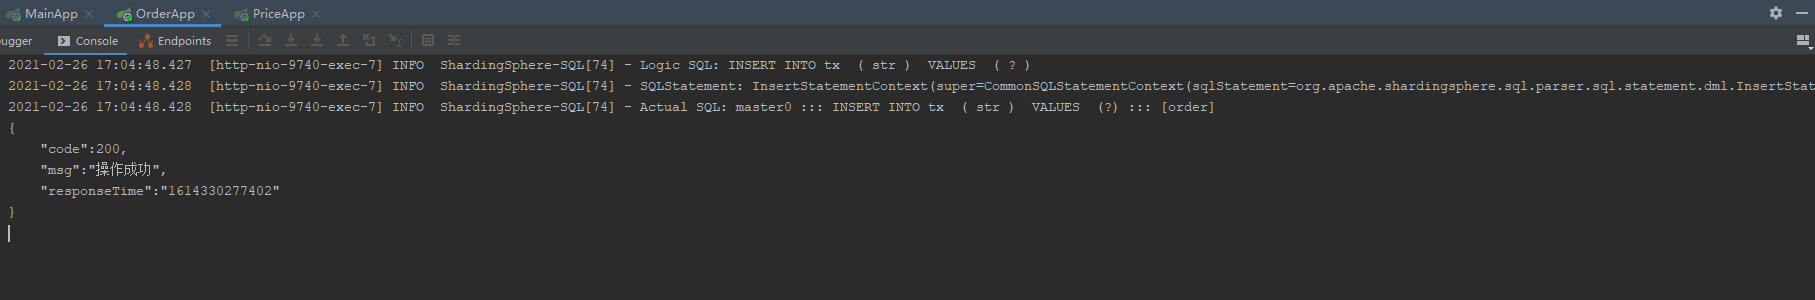 MainApp OrderApp PriceApp
ugger Console Endpoints
2021-02-26 17:04:48.427 [http-nio-9740-exec-7] INFO ShardingSphere-SQL[74] - Logic SQL: INSERT INTO tx ( str ) VALUES ( ? )
2021-02-26 17:04:48.428 [http-nio-9740-exec-7] INFO ShardingSphere-SQL[74] - SQLStatement: InsertStatementContext(super=CommonSQLStatementContext(sqlStatement=org.apache.shardingsphere.sql.parser.sql.statement.dml.InsertStat
2021-02-26 17:04:48.428 [http-nio-9740-exec-7] INFO ShardingSphere-SQL[74] - Actual SQL: master0 ::: INSERT INTO tx ( str ) VALUES (?) ::: [order]
{
"code":200,
"msg":"操作成功",
"responseTime":"1614330277402"
}